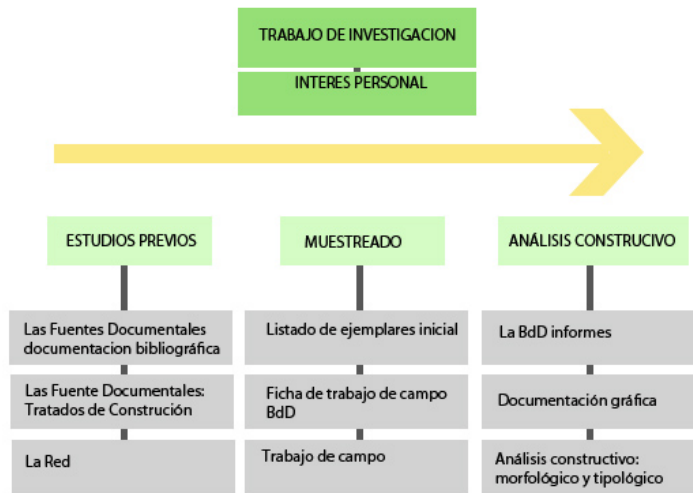 TRABAJO DE INVESTIGACION
INTERES PERSONAL
ESTUDIOS PREVIOS
Las Fuentes Documentales
documentacion bibliográfica
Las Fuente Documentales:
Tratados de Construción
La Red
MUESTREADO
Listado de ejemplares inicial
Ficha de trabajo de campo
BdD
Trabajo de campo
ANÁLISIS CONSTRUCIVO
La BdD informes
Documentación gráfica
Análisis constructivo:
morfológico y tipológico